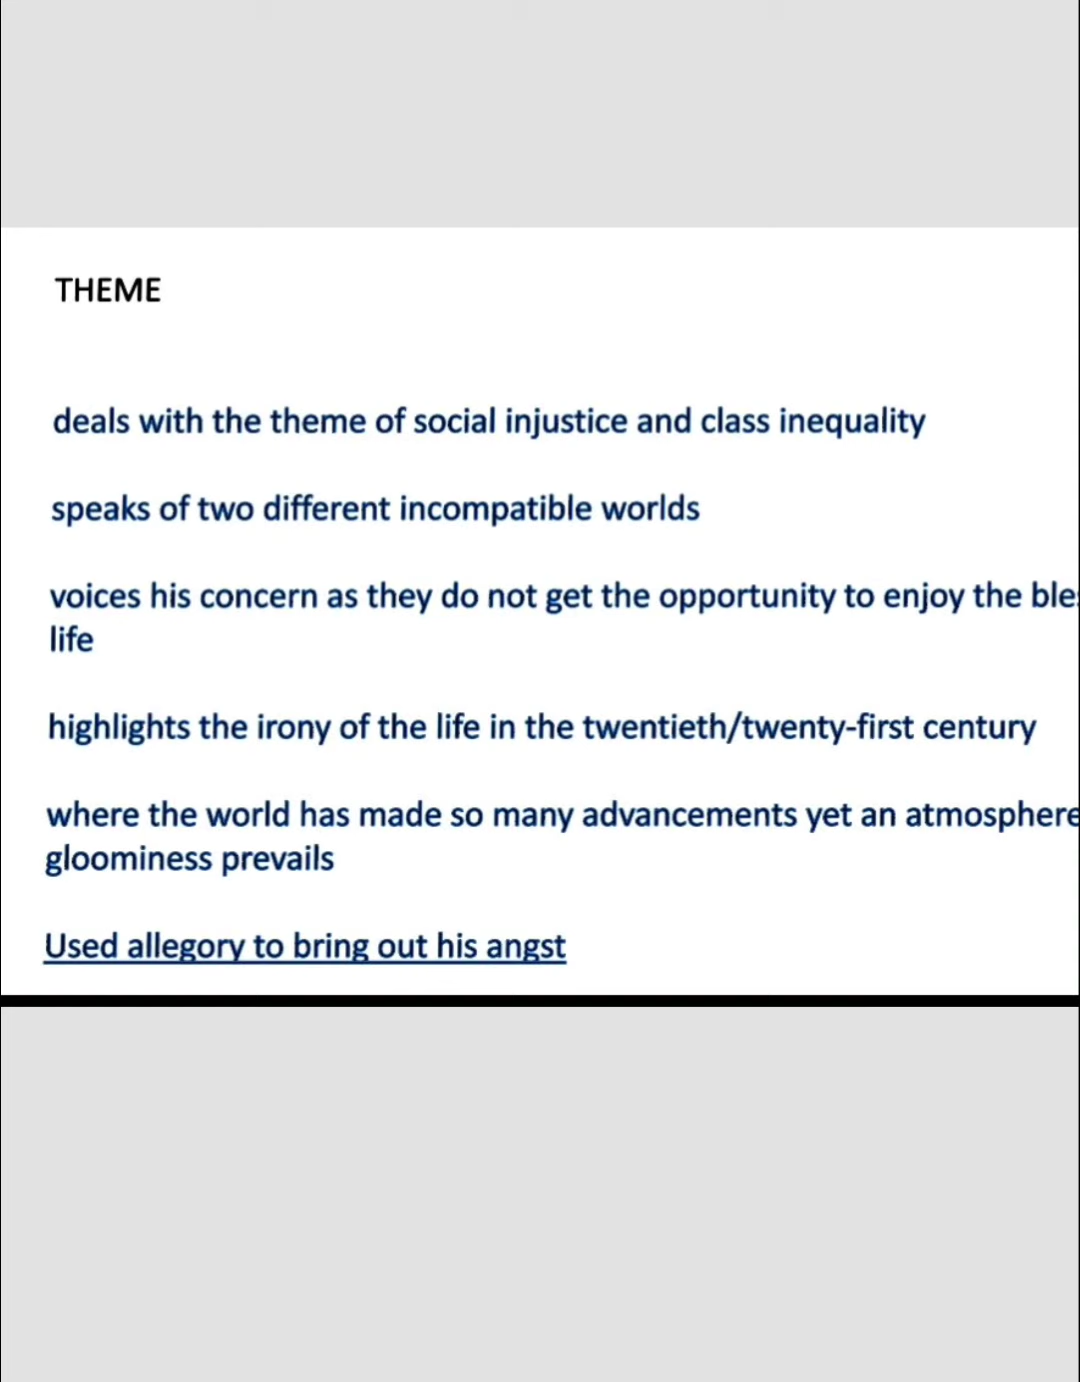 THEME
deals with the theme of social injustice and class inequality
speaks of two different incompatible worlds
voices his concern as they do not get the opportunity to enjoy the
life
highlights the irony of the life in the twentieth/twenty-first century
where the world has made so many advancements yet an atmosphere
gloominess prevails
Used allegory to bring out his angst